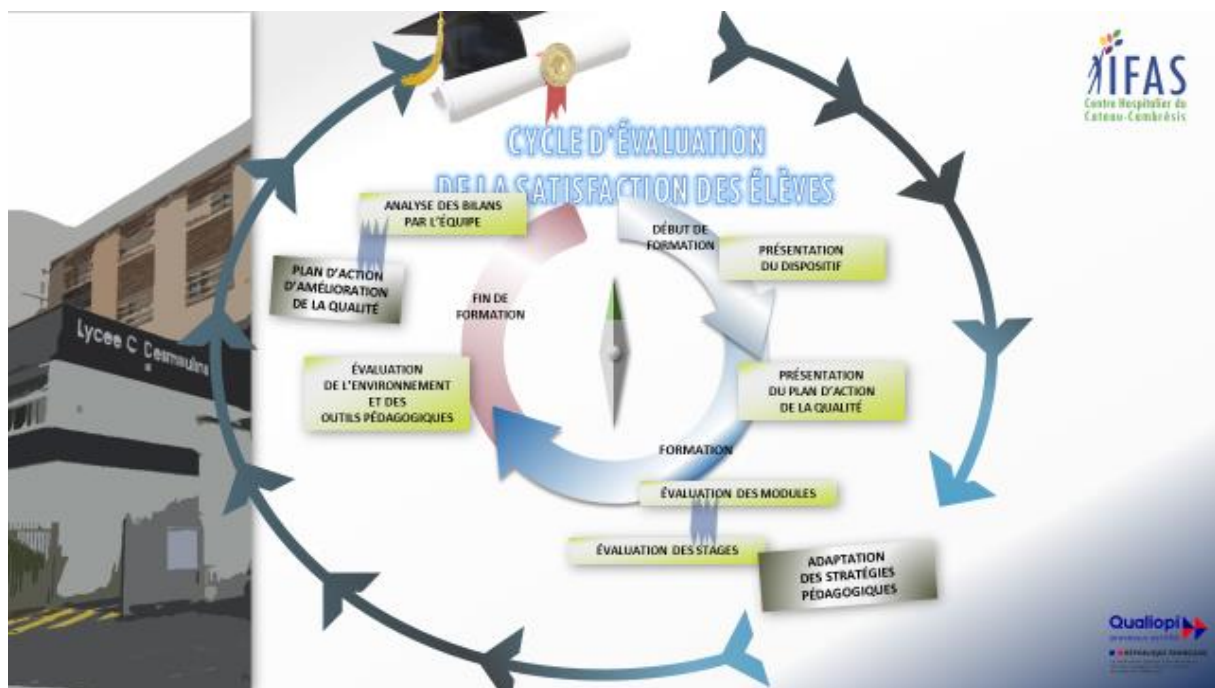 IFAS
Centre Hospitalier du
Cateau-Cambrésis
CYCLE D'ÉVALUATION
DE LA SATISFACTION DES ÉLÈVES
ANALYSE DES BILANS
PAR L'ÉQUIPE
DÉBUT DE
FORMATION
PRÉSENTATION
DU DISPOSITIF
PLAN D'ACTION
D'AMÉLIORATION
DE LA QUALITÉ
FIN DE
FORMATION
Lycee C Desmoulins
ÉVALUATION
DE L'ENVIRONNEMENT
ET DES
OUTILS PÉDAGOGIQUES
PRÉSENTATION
DU PLAN D'ACTION
DE LA QUALITÉ
FORMATION
ÉVALUATION DES MODULES
ÉVALUATION DES STAGES
ADAPTATION
DES STRATÉGIES
PÉDAGOGIQUES
Qualiopi
processus certifié
RÉPUBLIQUE FRANÇAISE